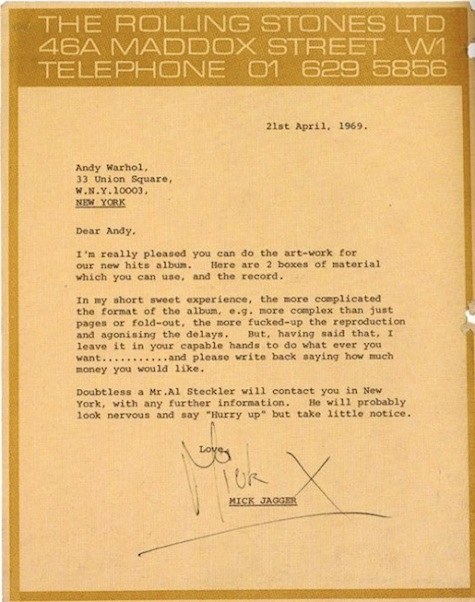 THE ROLLING STONES LTD
46A MADDOX STREET W1
TELEPHONE 01 629 5856
21st April, 1969.
Andy Warhol,
33 Union Square,
W.N.Y.10003,
NEW YORK
Dear Andy,
I'm really pleased you can do the art-work for
our new hits album. Here are 2 boxes of material
which you can use, and the record.
In my short sweet experience, the more complicated
the format of the album, e.g. more complex than just
pages or fold-out, the more fucked-up the reproduction
and agonising the delays. But, having said that, I
leave it in your capable hands to do what ever you
want...........and please write back saying how much
money you would like.
Doubtless a Mr.Al Steckler will contact you in New
York, with any further information. He will probably
look nervous and say "Hurry up" but take little notice.
Love,
Mick X
MICK JAGGER